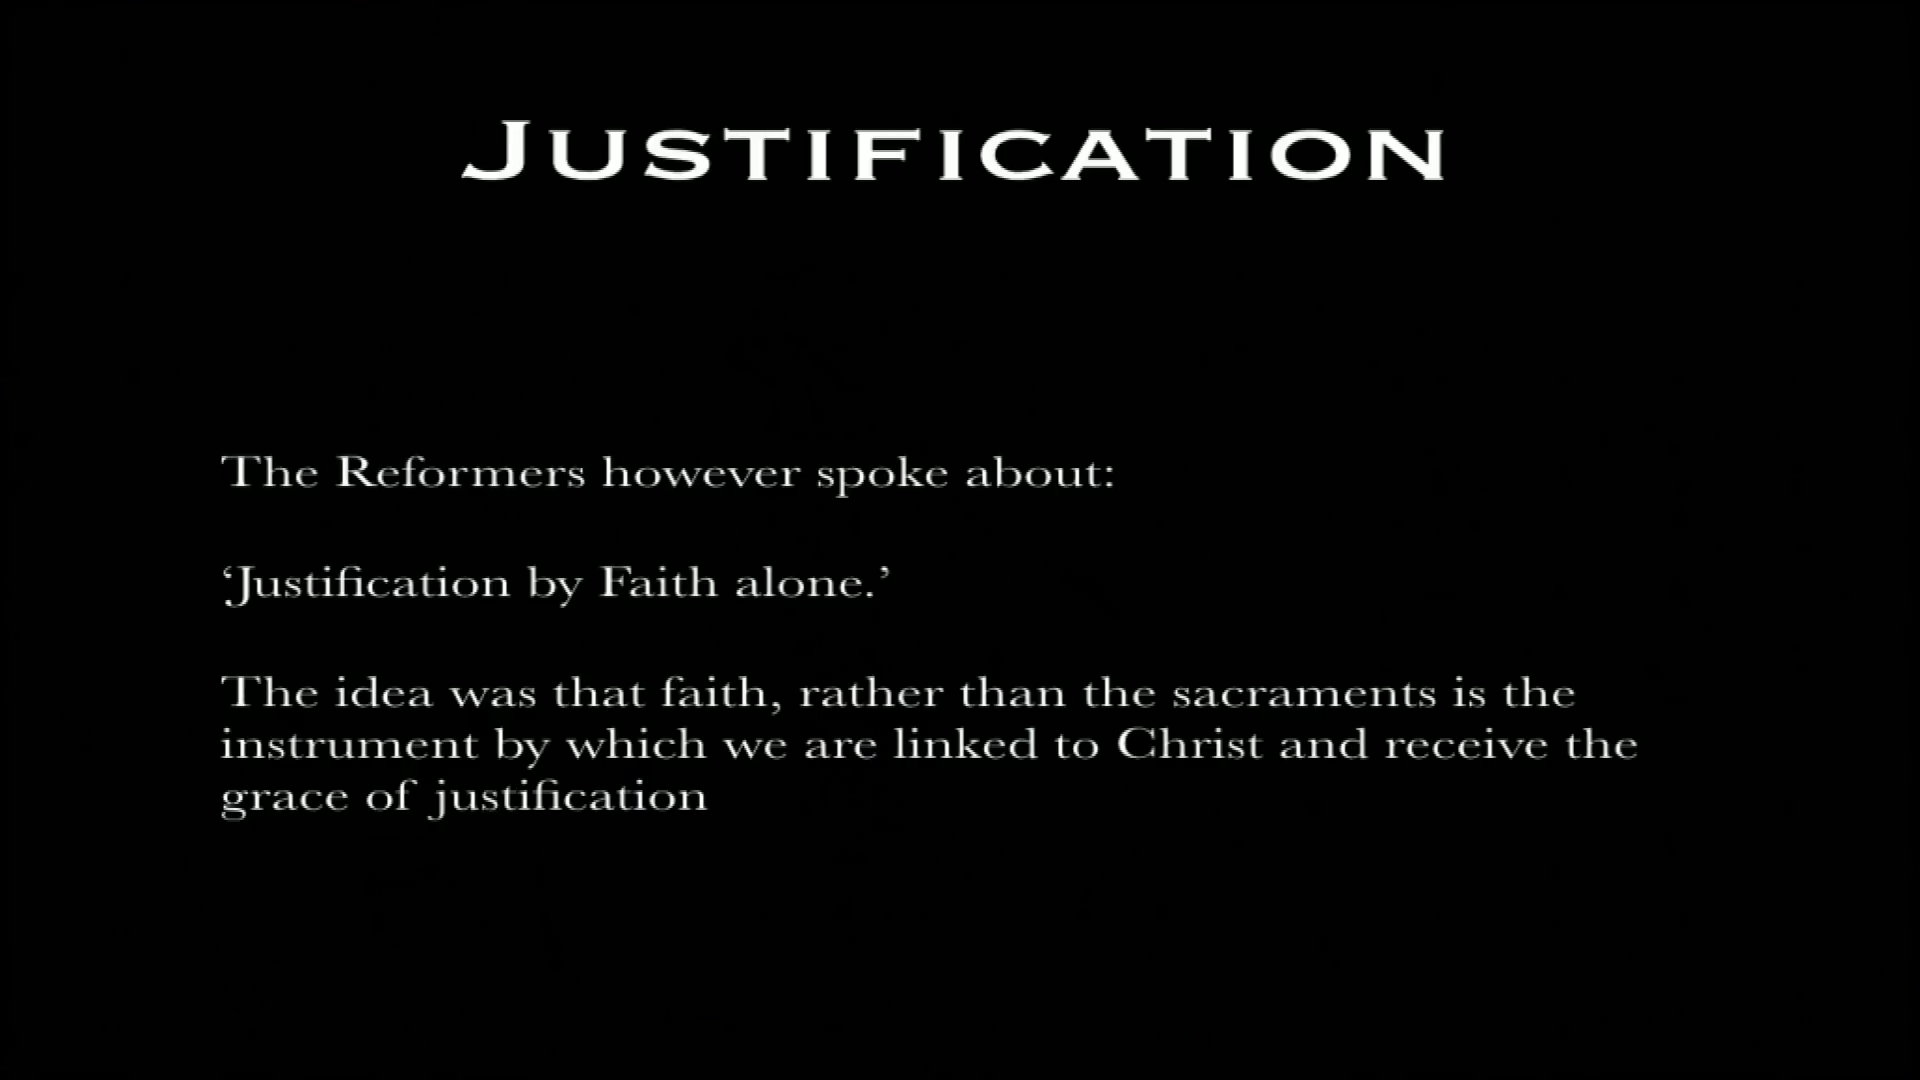 JUSTIFICATION
The Reformers however spoke about:
‘Justification by Faith alone.’
The idea was that faith, rather than the sacraments is the
instrument by which we are linked to Christ and receive the
grace of justification